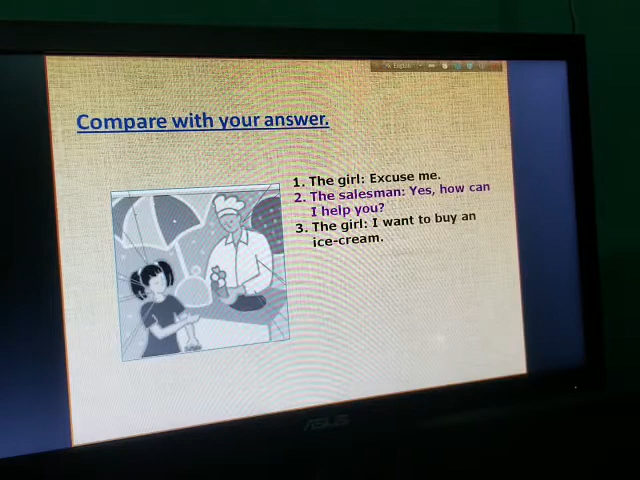 English
Compare with your answer.
1. The girl: Excuse me.
2. The salesman: Yes, how can
I help you?
3. The girl: I want to buy an
ice-cream.
ASUS